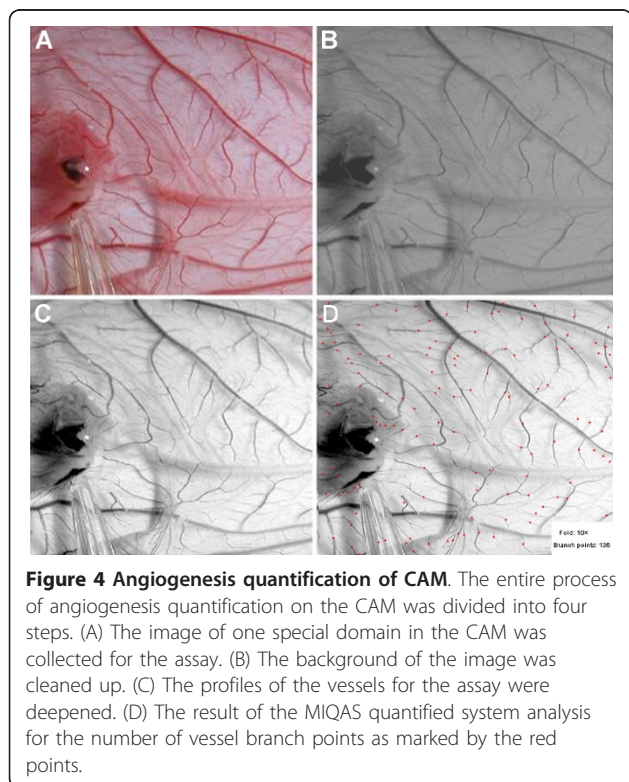 A
B
C
D
Fold: 10×
Branch points: 136
Figure 4 Angiogenesis quantification of CAM. The entire process
of angiogenesis quantification on the CAM was divided into four
steps. (A) The image of one special domain in the CAM was
collected for the assay. (B) The background of the image was
cleaned up. (C) The profiles of the vessels for the assay were
deepened. (D) The result of the MIQAS quantified system analysis
for the number of vessel branch points as marked by the red
points.